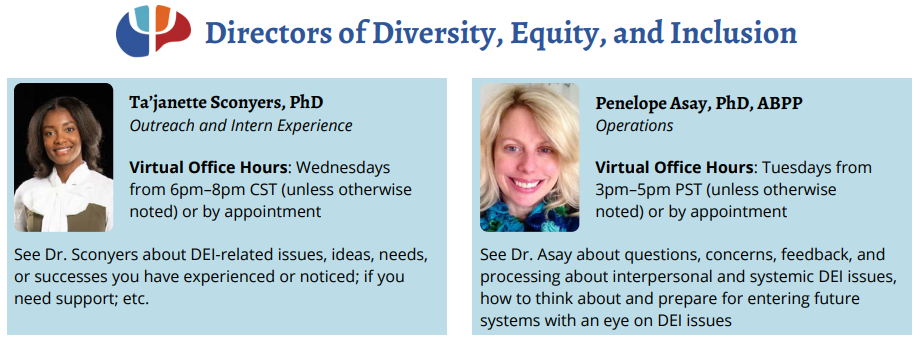 Directors of Diversity, Equity, and Inclusion
Ta’janette Sconyers, PhD
Outreach and Intern Experience
Virtual Office Hours: Wednesdays
from 6pm–8pm CST (unless otherwise
noted) or by appointment
See Dr. Sconyers about DEI-related issues, ideas, needs,
or successes you have experienced or noticed; if you
need support; etc.
Penelope Asay, PhD, ABPP
Operations
Virtual Office Hours: Tuesdays from
3pm–5pm PST (unless otherwise
noted) or by appointment
See Dr. Asay about questions, concerns, feedback, and
processing about interpersonal and systemic DEI issues,
how to think about and prepare for entering future
systems with an eye on DEI issues